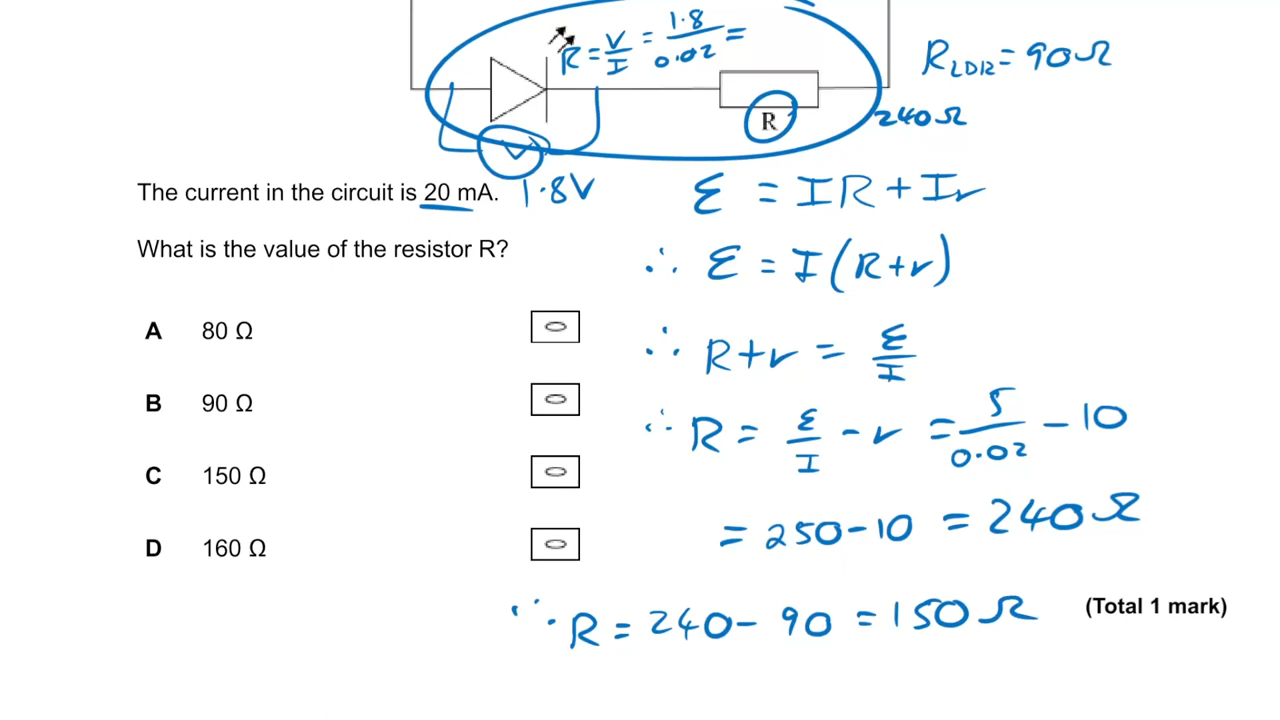 R = V/I = 1.8/0.02 =
R_LDR = 90Ω
R
240Ω
V
The current in the circuit is 20 mA.
1.8V
ℰ = IR + Ir
What is the value of the resistor R?
∴ ℰ = I(R+r)
A 80 Ω
∴ R+r = ℰ/I
B 90 Ω
∴ R = ℰ/I - r = 5/0.02 - 10
C 150 Ω
= 250-10 = 240Ω
D 160 Ω
∵ R = 240 - 90 = 150Ω
(Total 1 mark)